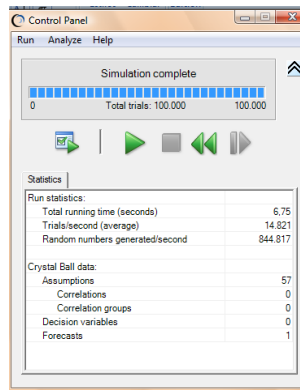 Control Panel
Run Analyze Help
Simulation complete
0 Total trials: 100.000 100.000
Statistics
Run statistics:
Total running time (seconds) 6,75
Trials/second (average) 14.821
Random numbers generated/second 844.817
Crystal Ball data:
Assumptions 57
Correlations 0
Correlation groups 0
Decision variables 0
Forecasts 1